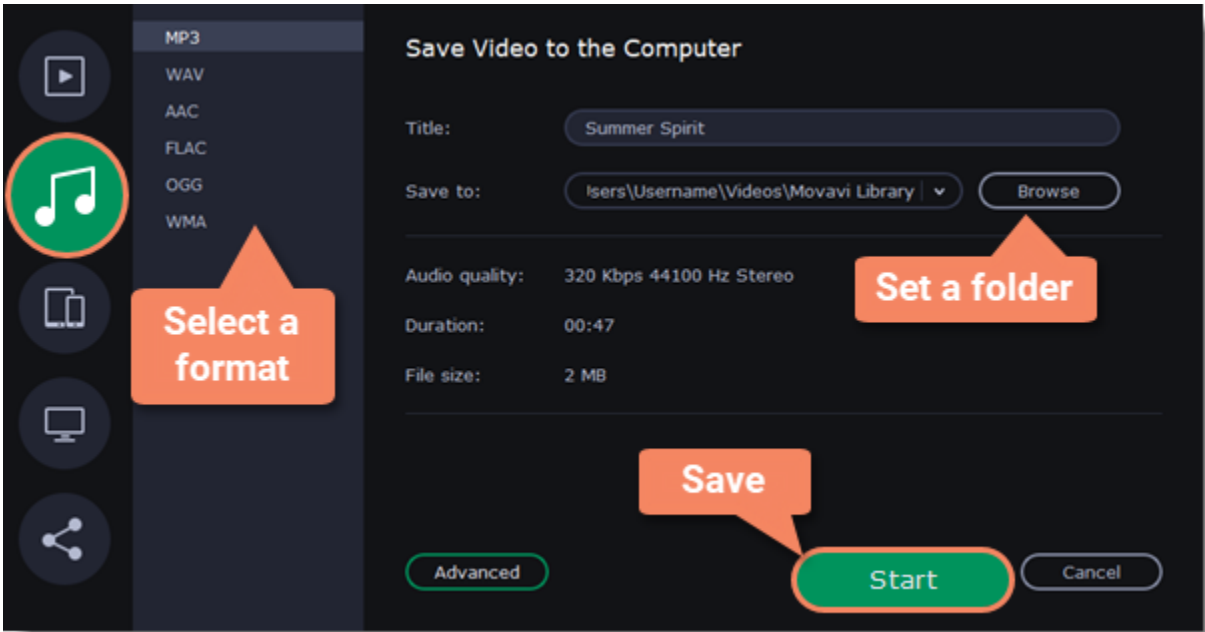 MP3
WAV
AAC
FLAC
OGG
WMA
Select a
format
Save Video to the Computer
Title: Summer Spirit
Save to: \Username\Videos\Movavi Library Browse
Set a folder
Audio quality: 320 Kbps 44100 Hz Stereo
Duration: 00:47
File size: 2 MB
Save
Advanced Start Cancel